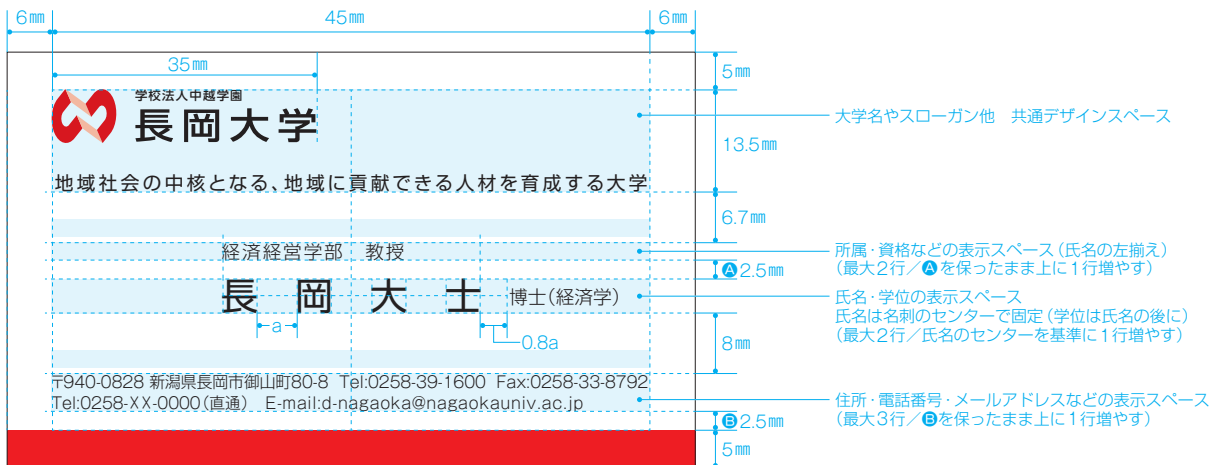 6㎜
45㎜
6㎜
35㎜
5㎜
学校法人中越学園
長岡大学
大学名やスローガン他　共通デザインスペース
13.5㎜
地域社会の中核となる、地域に貢献できる人材を育成する大学
6.7㎜
経済経営学部　教授
所属・資格などの表示スペース（氏名の左揃え）
（最大2行／Ⓐを保ったまま上に1行増やす）
Ⓐ2.5㎜
長岡大士 博士（経済学）
氏名・学位の表示スペース
氏名は名刺のセンターで固定（学位は氏名の後に）
（最大2行／氏名のセンターを基準に1行増やす）
a
0.8a
8㎜
〒940-0828 新潟県長岡市御山町80-8 Tel:0258-39-1600 Fax:0258-33-8792
Tel:0258-XX-0000（直通） E-mail:d-nagaoka@nagaokauniv.ac.jp
住所・電話番号・メールアドレスなどの表示スペース
（最大3行／Ⓑを保ったまま上に1行増やす）
Ⓑ2.5㎜
5㎜